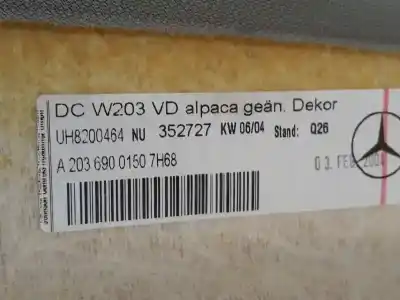 DC W203 VD alpaca geän. Dekor
UH8200464 NU 352727 KW 06/04 Stand: Q26
A 203 690 0150 7H68
03. FEB. 2004